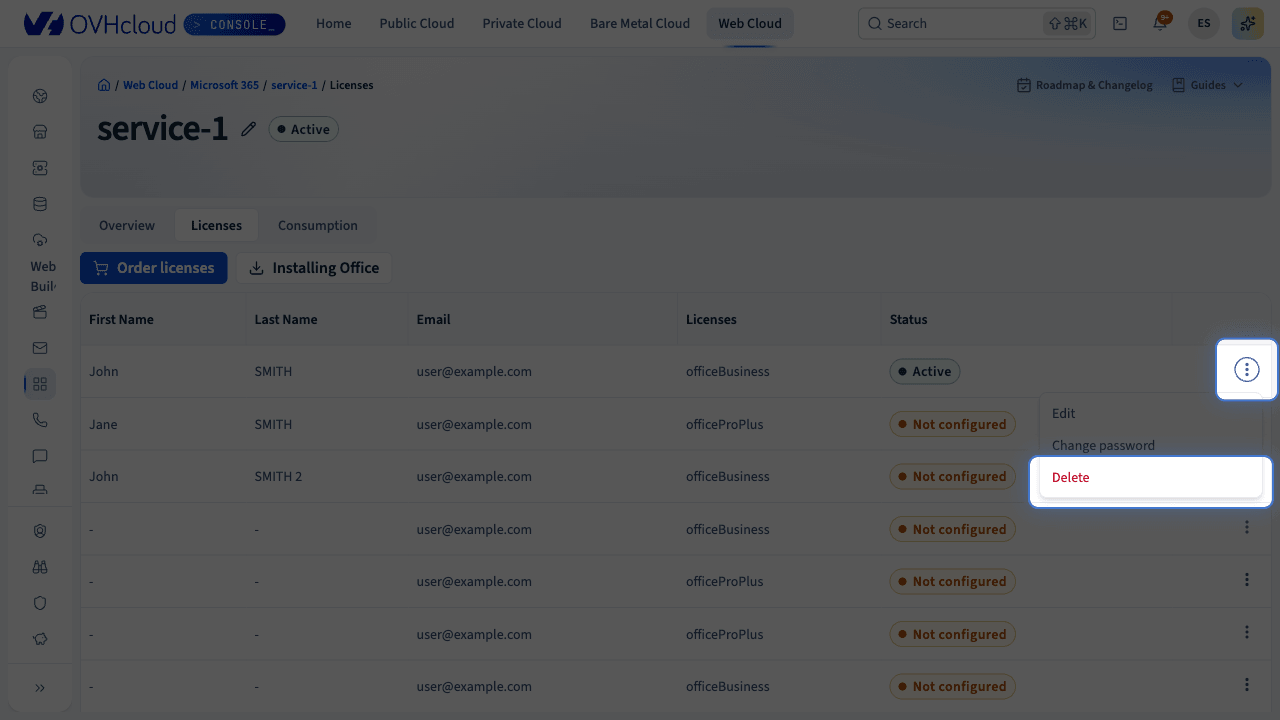 OVHcloud >_ CONSOLE_ Home Public Cloud Private Cloud Bare Metal Cloud Web Cloud Search ⇧⌘K 9+ ES
/ Web Cloud / Microsoft 365 / service-1 / Licenses Roadmap & Changelog Guides
service-1 Active
Overview Licenses Consumption
Order licenses Installing Office
Web
Buil
First Name Last Name Email Licenses Status
John SMITH user@example.com officeBusiness Active
Edit
Jane SMITH user@example.com officeProPlus Not configured
Change password
John SMITH 2 user@example.com officeBusiness Not configured
Delete
- - user@example.com officeBusiness Not configured
- - user@example.com officeProPlus Not configured
- - user@example.com officeProPlus Not configured
- - user@example.com officeBusiness Not configured